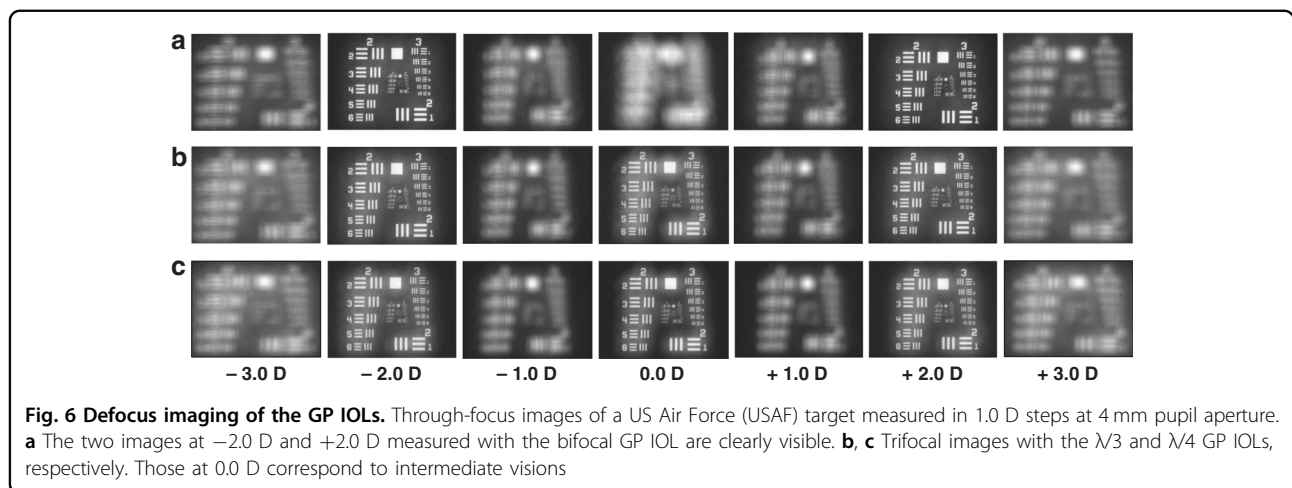 a
b
c
− 3.0 D − 2.0 D − 1.0 D 0.0 D + 1.0 D + 2.0 D + 3.0 D
Fig. 6 Defocus imaging of the GP IOLs. Through-focus images of a US Air Force (USAF) target measured in 1.0 D steps at 4 mm pupil aperture.
a The two images at −2.0 D and +2.0 D measured with the bifocal GP IOL are clearly visible. b, c Trifocal images with the λ/3 and λ/4 GP IOLs,
respectively. Those at 0.0 D correspond to intermediate visions